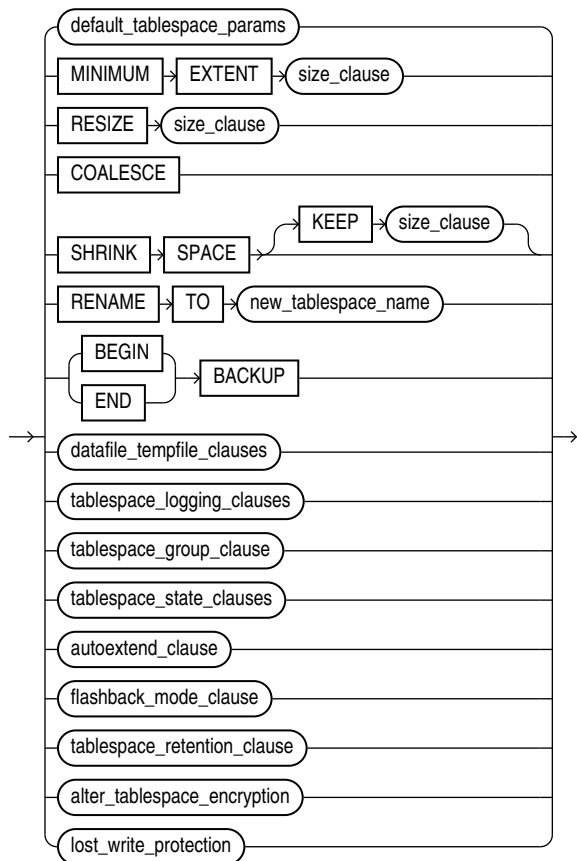 default_tablespace_params
MINIMUM EXTENT size_clause
RESIZE size_clause
COALESCE
KEEP size_clause
SHRINK SPACE
RENAME TO new_tablespace_name
BEGIN
BACKUP
END
datafile_tempfile_clauses
tablespace_logging_clauses
tablespace_group_clause
tablespace_state_clauses
autoextend_clause
flashback_mode_clause
tablespace_retention_clause
alter_tablespace_encryption
lost_write_protection